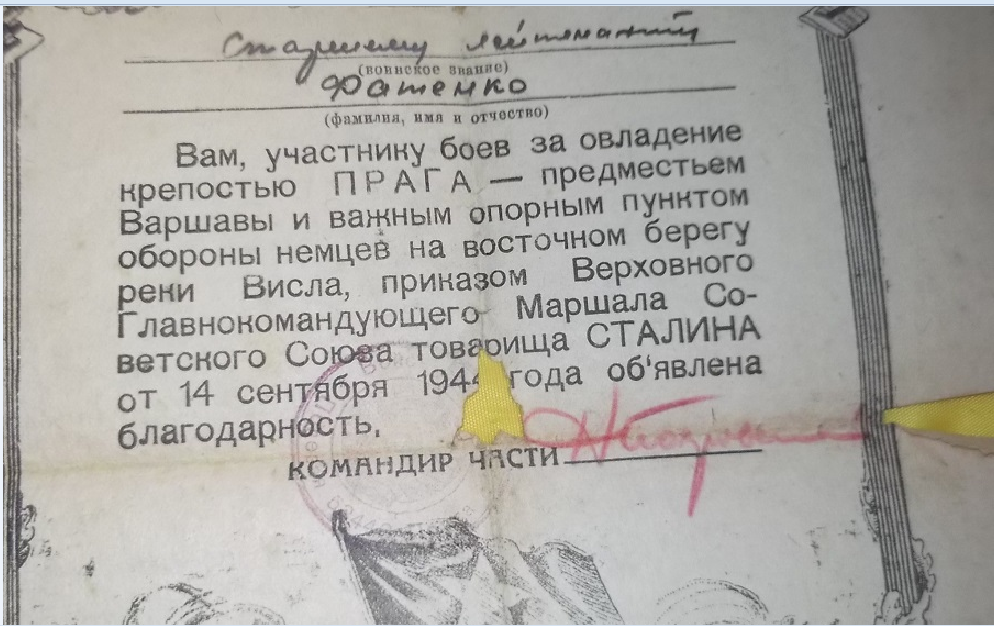 Старшему лейтенанту
(воинское звание)
Фатенко
(фамилия, имя и отчество)
Вам, участнику боев за овладение
крепостью ПРАГА — предместьем
Варшавы и важным опорным пунктом
обороны немцев на восточном берегу
реки Висла, приказом Верховного
Главнокомандующего Маршала Со-
ветского Союза товарища СТАЛИНА
от 14 сентября 1944 года об'явлена
благодарность.
КОМАНДИР ЧАСТИ